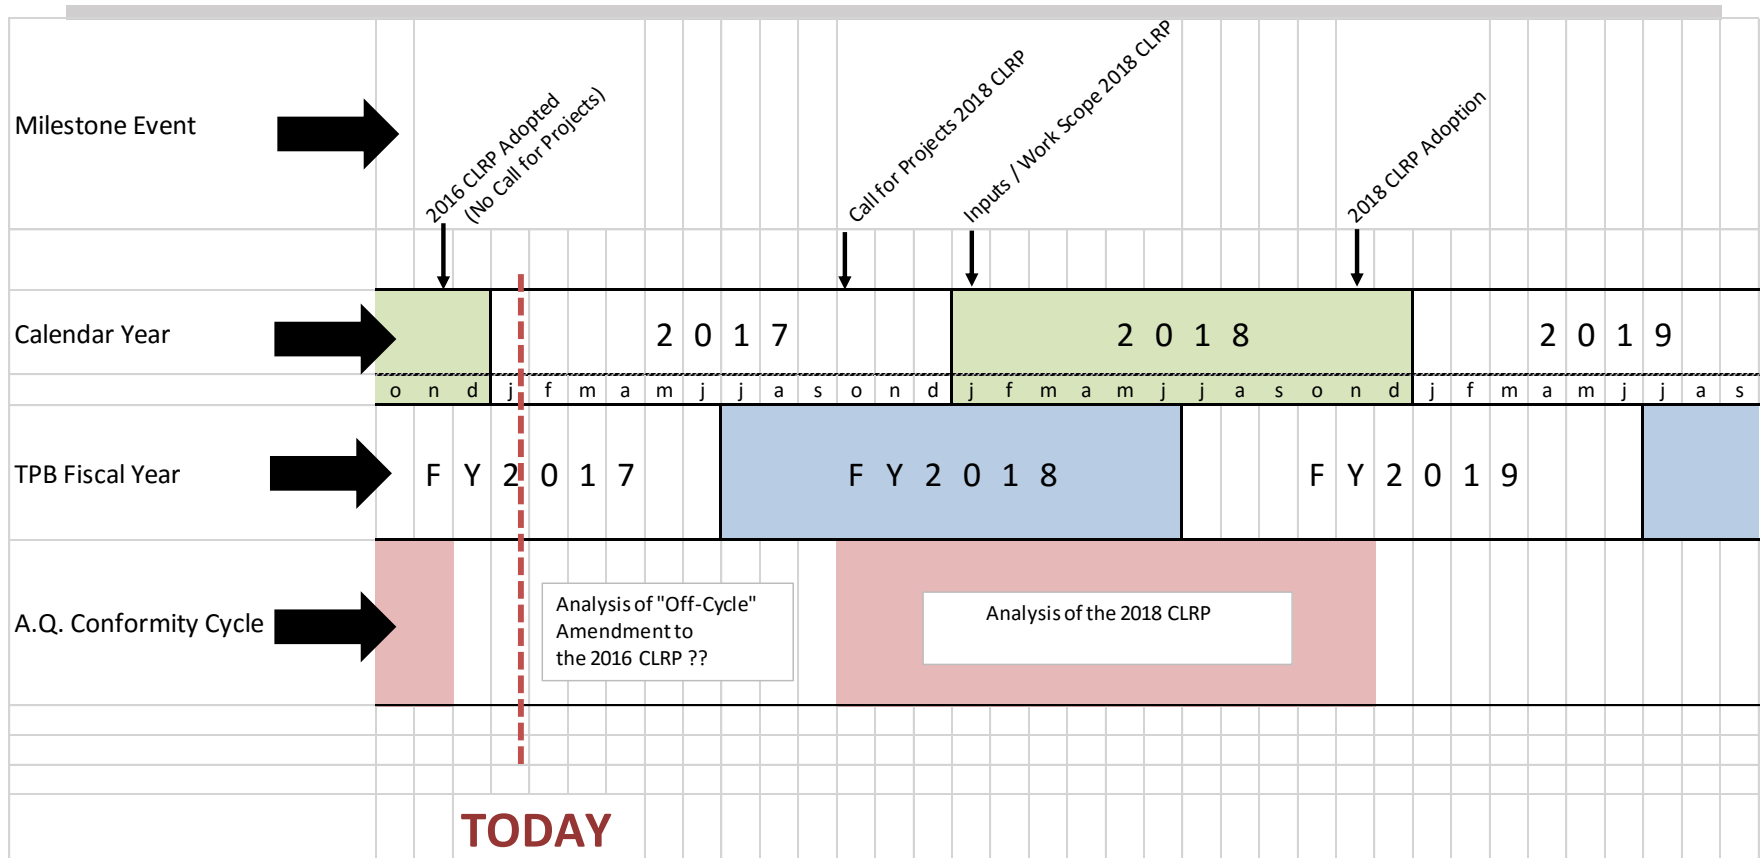 Milestone Event
2016 CLRP Adopted
(No Call for Projects)
Call for Projects 2018 CLRP
Inputs / Work Scope 2018 CLRP
2018 CLRP Adoption
Calendar Year
2 0 1 7
2 0 1 8
2 0 1 9
o n d j f m a m j j a s o n d j f m a m j j a s o n d j f m a m j j a s
TPB Fiscal Year
F Y 2 0 1 7
F Y 2 0 1 8
F Y 2 0 1 9
A.Q. Conformity Cycle
Analysis of "Off-Cycle"
Amendment to
the 2016 CLRP ??
Analysis of the 2018 CLRP
TODAY